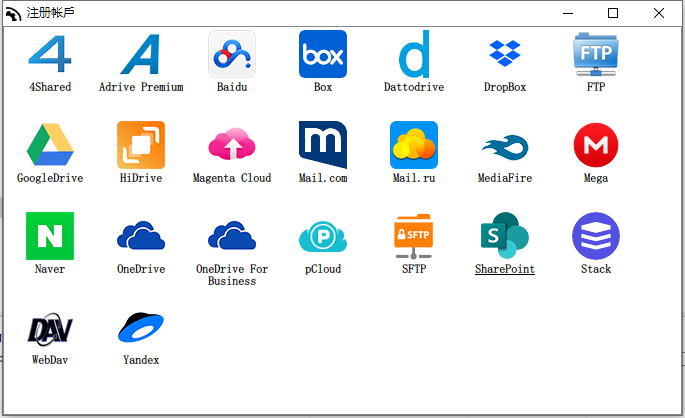 注册帐戶
4Shared
Adrive Premium
Baidu
box
Box
d
Dattodrive
DropBox
FTP
FTP
GoogleDrive
HiDrive
Magenta Cloud
m
Mail.com
Mail.ru
MediaFire
M
Mega
N
Naver
OneDrive
OneDrive For
Business
P
pCloud
SFTP
SFTP
S
SharePoint
Stack
DAV
WebDav
Yandex